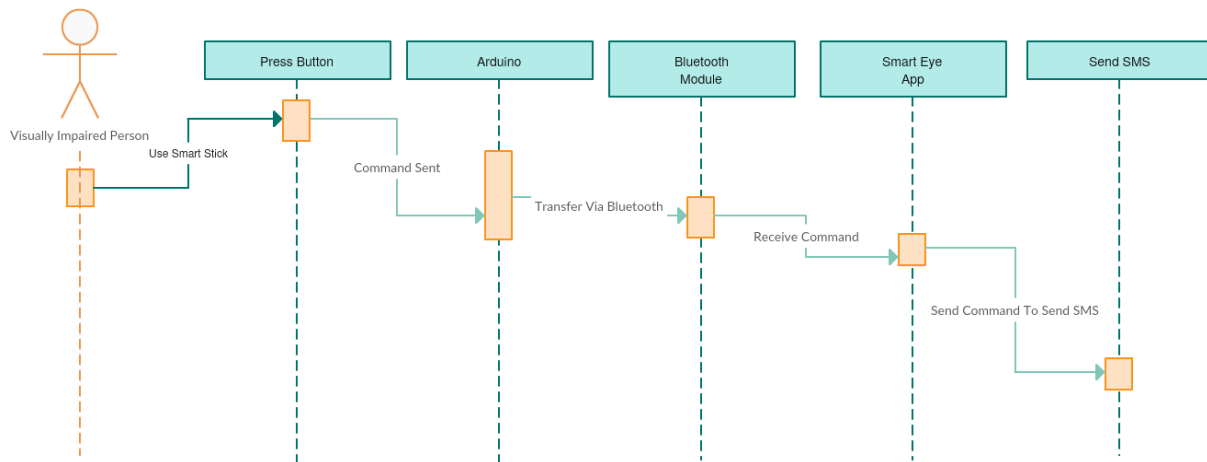 Press Button
Arduino
Bluetooth
Module
Smart Eye
App
Send SMS
Visually Impaired Person
Use Smart Stick
Command Sent
Transfer Via Bluetooth
Receive Command
Send Command To Send SMS